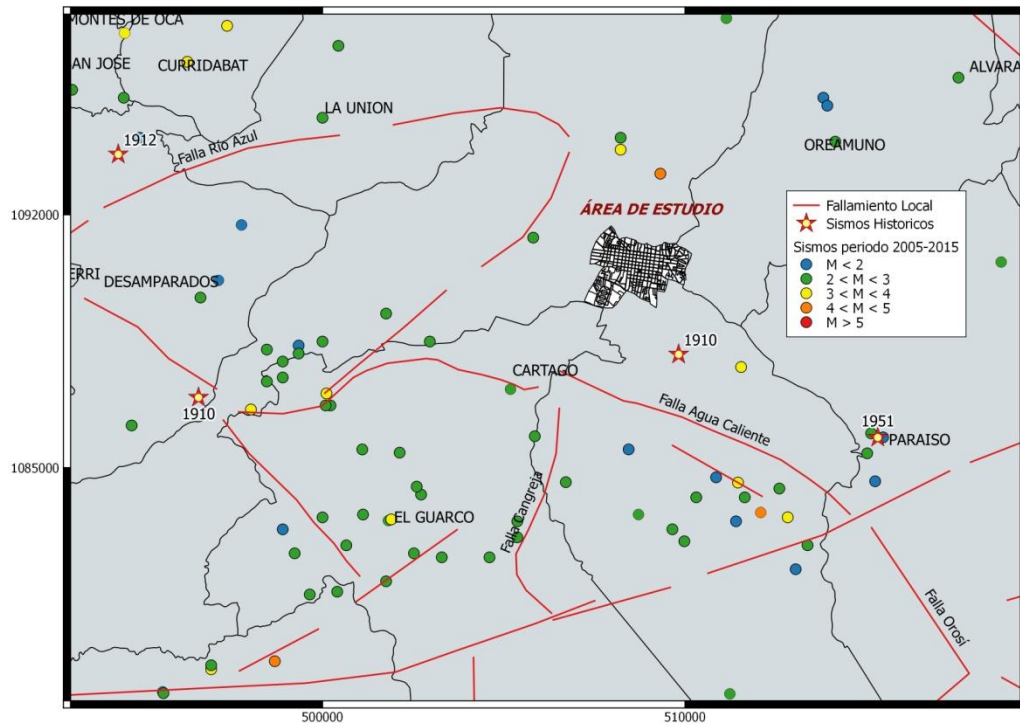 MONTES DE OCA
AN JOSE
CURRIDABAT
ALVARA
LA UNION
1912
Falla Rio Azul
OREAMUNO
1092000
ÁREA DE ESTUDIO
Fallamiento Local
Sismos Historicos
Sismos periodo 2005-2015
M < 2
2 < M < 3
3 < M < 4
4 < M < 5
M > 5
ERRI
DESAMPARADOS
1910
CARTAGO
1910
Falla Agua Caliente
1951
PARAISO
1085000
Falla Cangreja
EL GUARCO
Falla Orosí
500000
510000